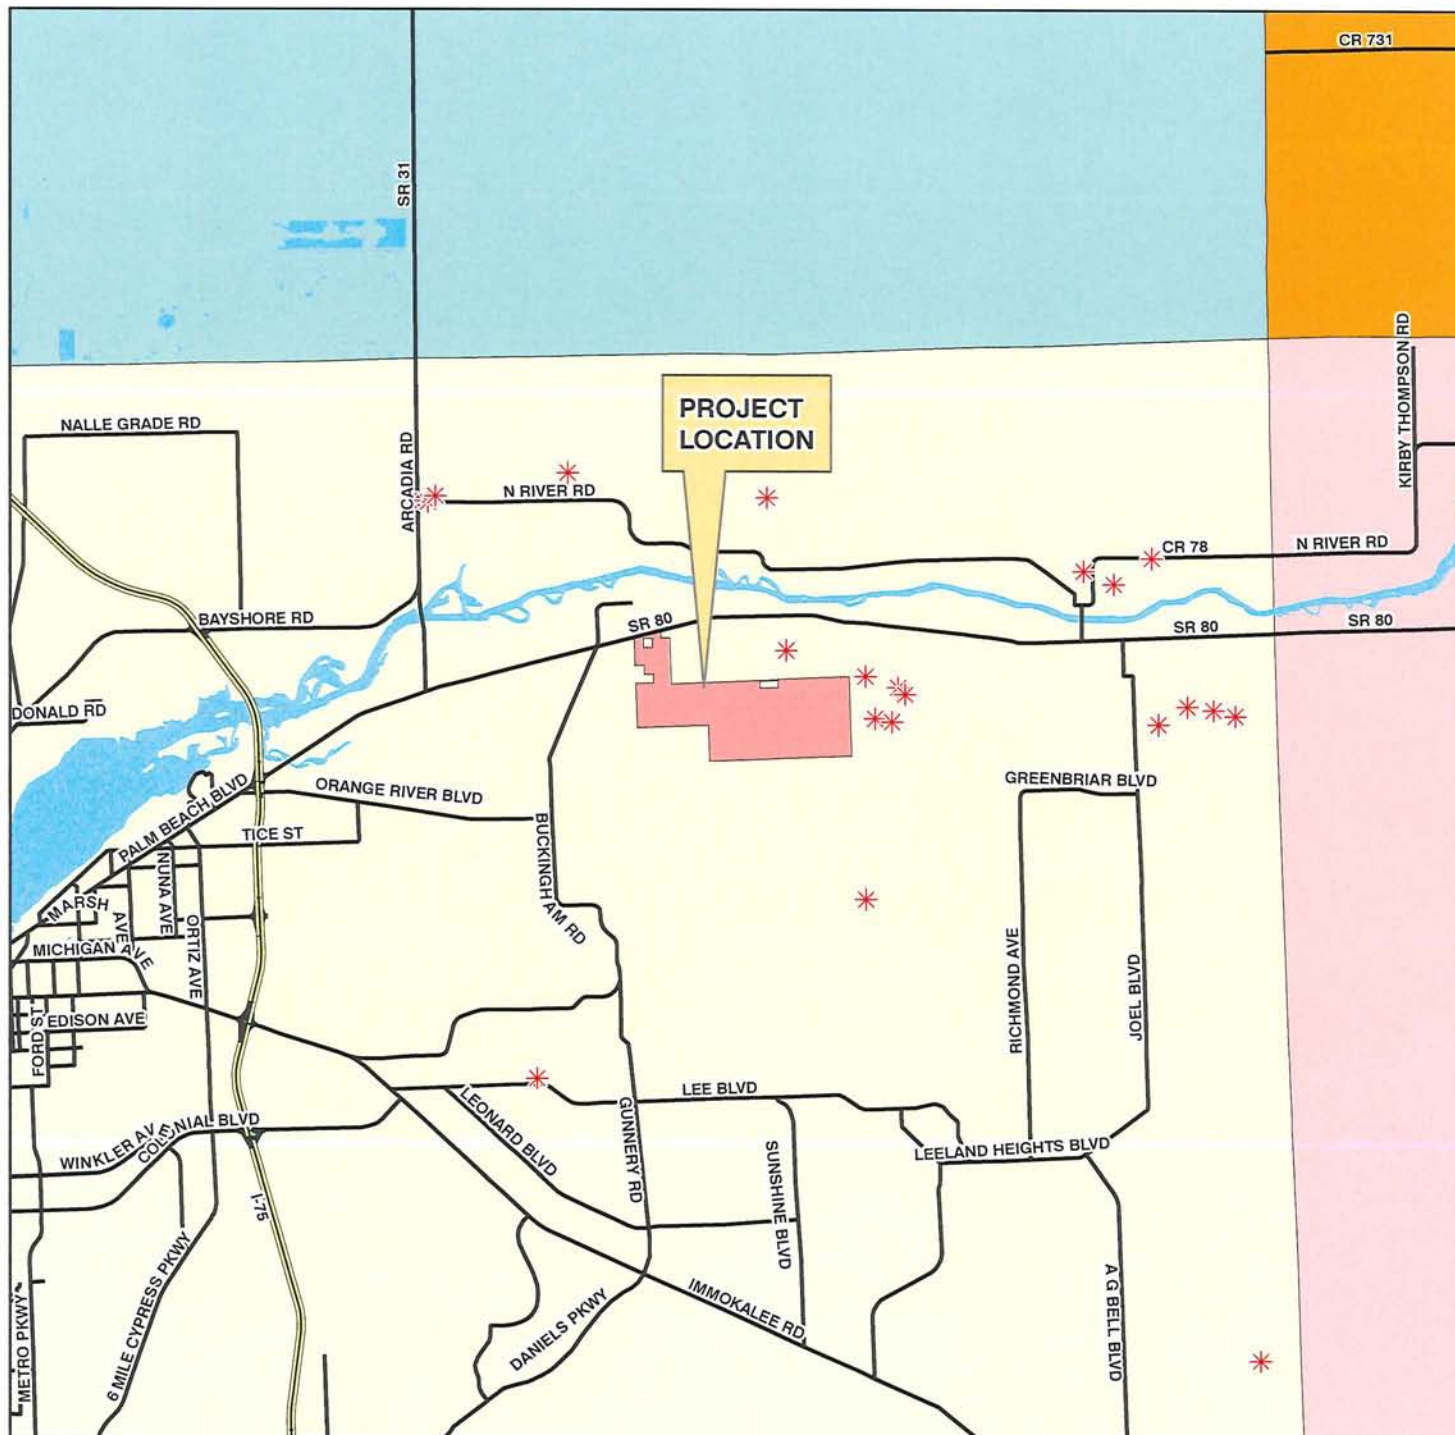 CR 731
SR 31
KIRBY THOMPSON RD
PROJECT
LOCATION
NALLE GRADE RD
ARCADIA RD
N RIVER RD
CR 78
N RIVER RD
BAYSHORE RD
SR 80
SR 80
SR 80
DONALD RD
PALM BEACH BLVD
ORANGE RIVER BLVD
GREENBRIAR BLVD
TICE ST
NUNA AVE
BUCKINGHAM RD
MARSH AVE
ORTIZ AVE
MICHIGAN AVE
RICHMOND AVE
JOEL BLVD
EDISON AVE
FORD ST
LEE BLVD
LEONARD BLVD
GUNNERY RD
WINKLER AVE
COLONIAL BLVD
LEELAND HEIGHTS BLVD
SUNSHINE BLVD
I-75
6 MILE CYPRESS PKWY
METRO PKWY
DANIELS PKWY
IMMOKALEE RD
A G BELL BLVD